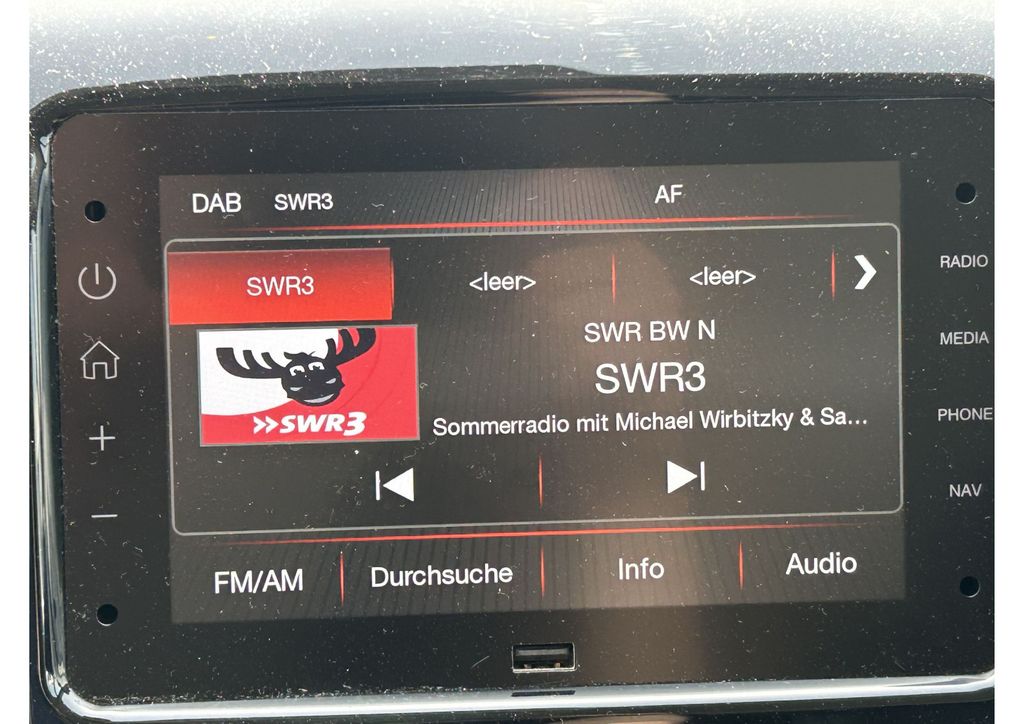 DAB SWR3 AF
SWR3 <leer> <leer>
RADIO
SWR BW N
MEDIA
SWR3
>>SWR3
Sommerradio mit Michael Wirbitzky & Sa...
PHONE
NAV
FM/AM Durchsuche Info Audio